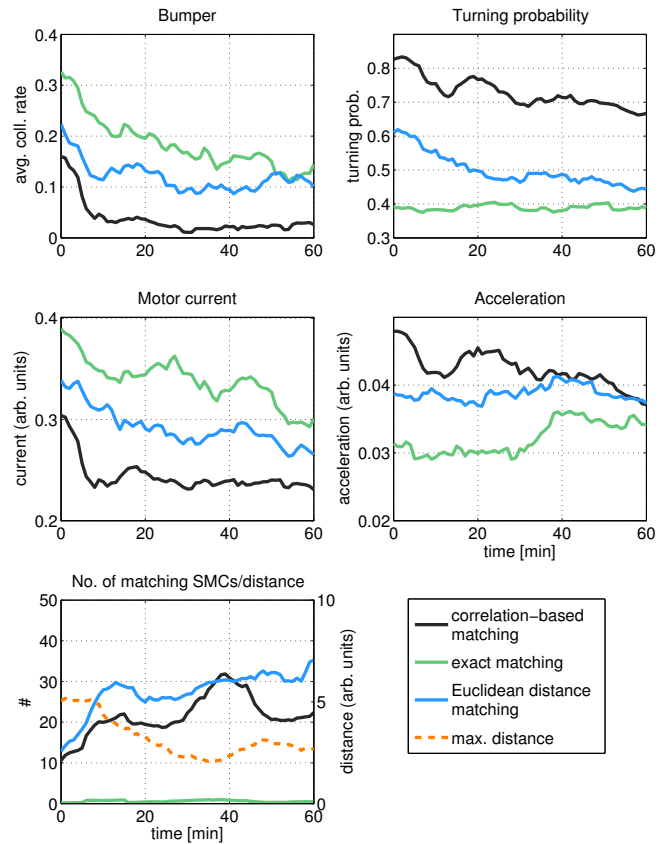 Bumper
avg. coll. rate
0.4
0.3
0.2
0.1
0
0
20
40
60
Turning probability
turning prob.
0.8
0.7
0.6
0.5
0.4
0.3
0
20
40
60
Motor current
current (arb. units)
0.4
0.3
0.2
0
20
40
60
Acceleration
acceleration (arb. units)
0.04
0.03
0.02
0
20
40
60
time [min]
No. of matching SMCs/distance
#
50
40
30
20
10
0
10
5
0
distance (arb. units)
0
20
40
60
time [min]
correlation−based
matching
exact matching
Euclidean distance
matching
max. distance